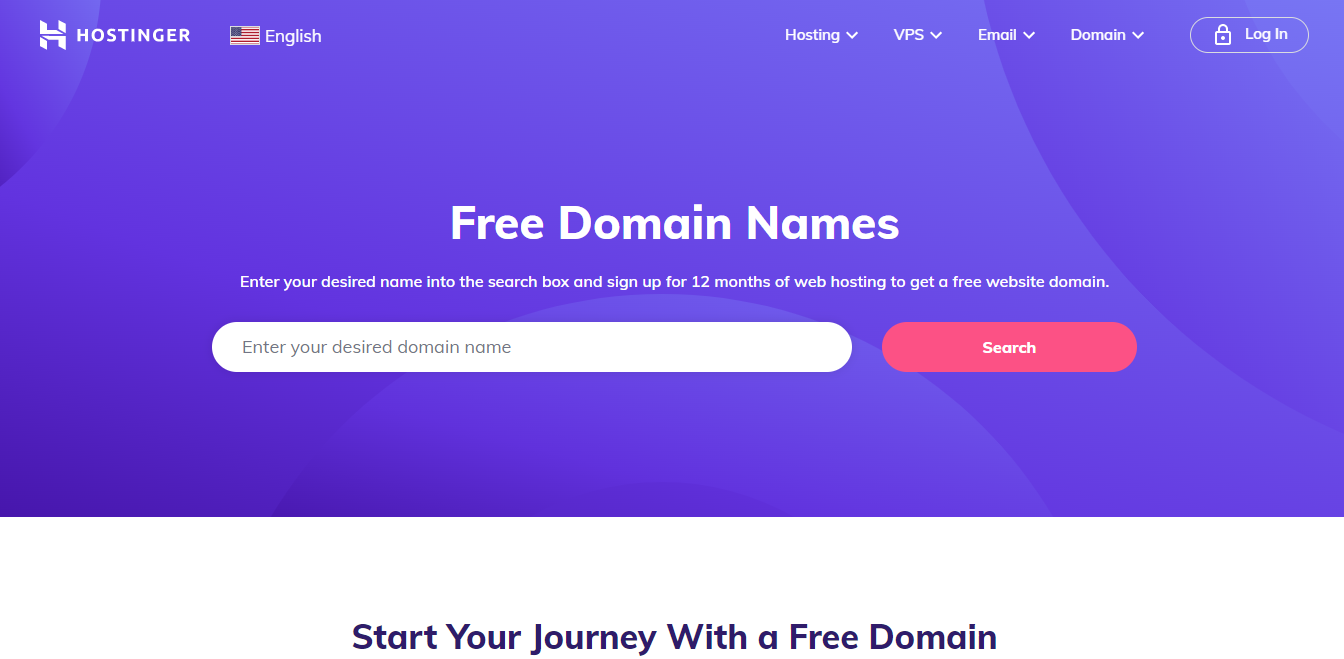 HOSTINGER
English
Hosting
VPS
Email
Domain
Log In
Free Domain Names
Enter your desired name into the search box and sign up for 12 months of web hosting to get a free website domain.
Enter your desired domain name
Search
Start Your Journey With a Free Domain